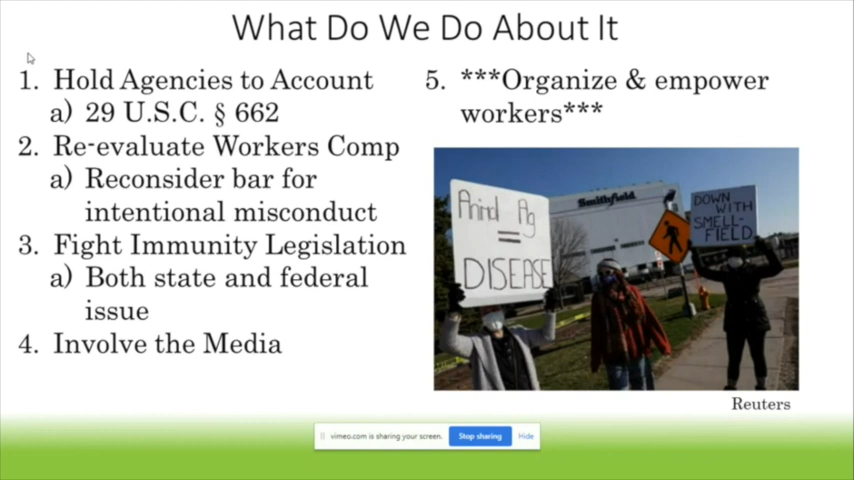 What Do We Do About It
1. Hold Agencies to Account
a) 29 U.S.C. § 662
2. Re-evaluate Workers Comp
a) Reconsider bar for
intentional misconduct
3. Fight Immunity Legislation
a) Both state and federal
issue
4. Involve the Media
5. ***Organize & empower
workers***
Animal Ag
=
DISEASE
Smithfield
DOWN
WITH
SMELL-
FIELD
Reuters
vimeo.com is sharing your screen.
Stop sharing
Hide